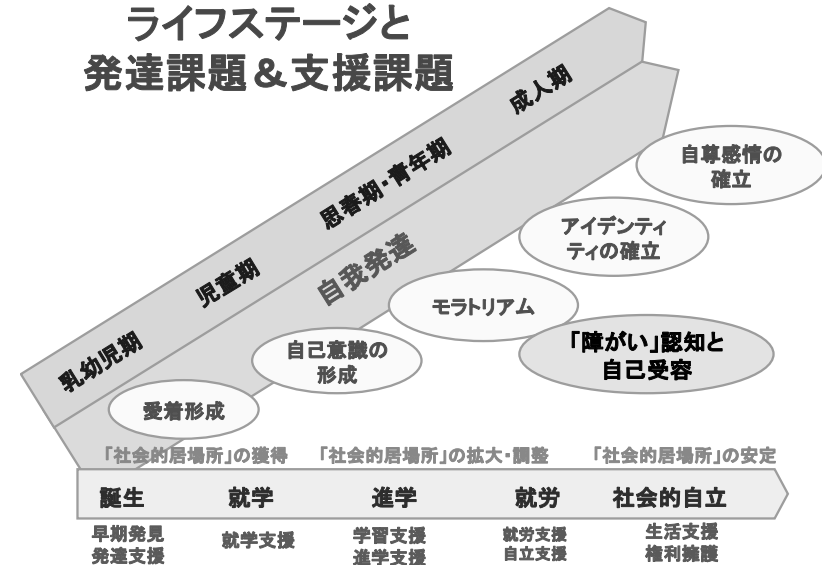 ライフステージと
発達課題＆支援課題
成人期
思春期・青年期
児童期
乳幼児期
自我発達
自尊感情の
確立
アイデンティ
ティの確立
モラトリアム
「障がい」認知と
自己受容
自己意識の
形成
愛着形成
「社会的居場所」の獲得
「社会的居場所」の拡大・調整
「社会的居場所」の安定
誕生
就学
進学
就労
社会的自立
早期発見
発達支援
就学支援
学習支援
進学支援
就労支援
自立支援
生活支援
権利擁護